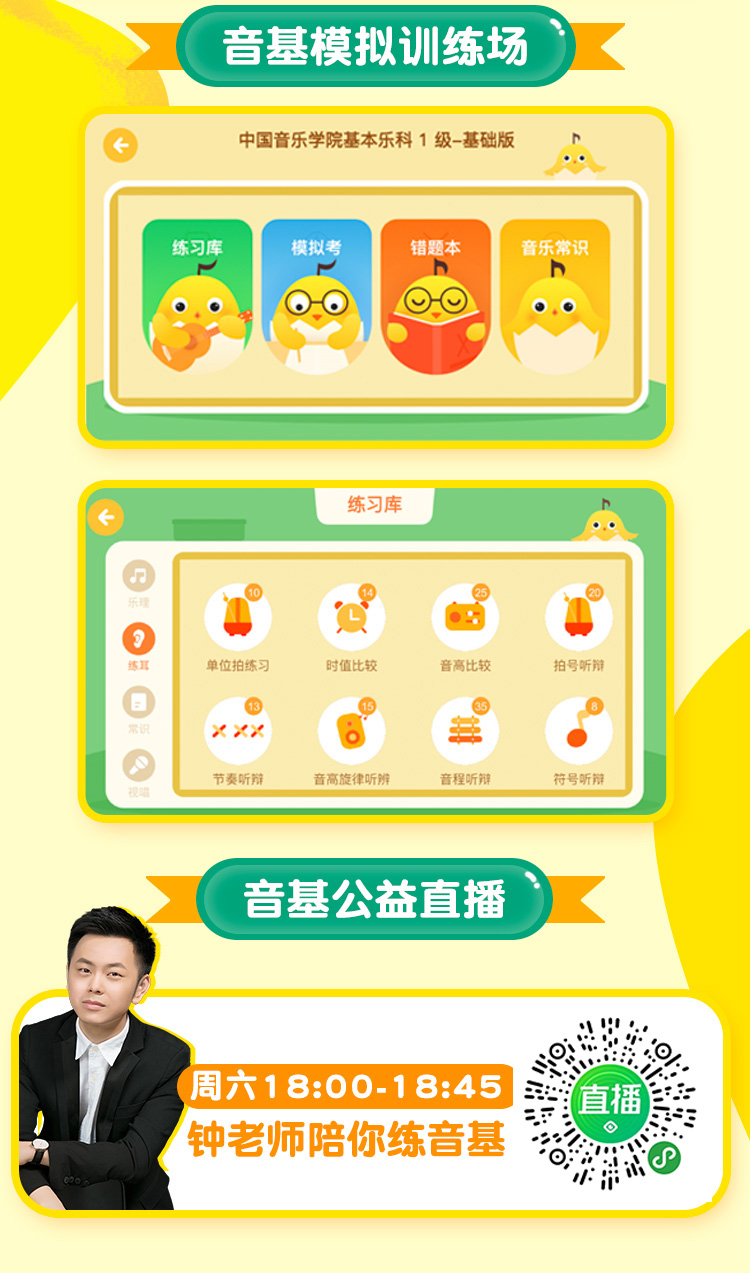 音基模拟训练场
中国音乐学院基本乐科 1 级-基础版
练习库 模拟考 错题本 音乐常识
练习库
乐理
练耳
常识
视唱
10 14 25 20
单位拍练习 时值比较 音高比较 拍号听辩
13 15 35 8
节奏听辩 音高旋律听辨 音程听辩 符号听辩
音基公益直播
周六18:00-18:45
钟老师陪你练音基
直播